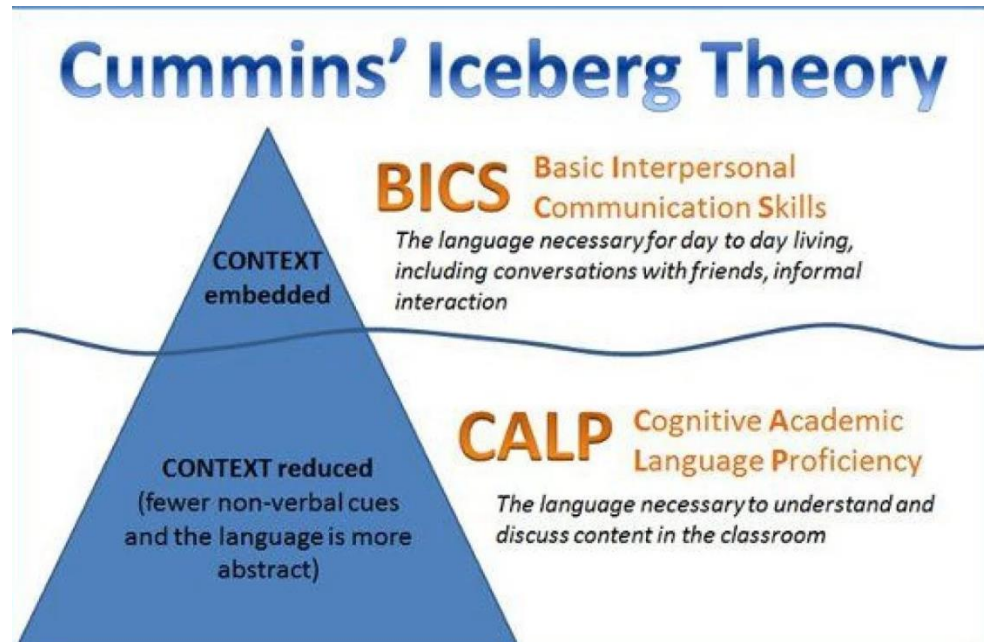 Cummins' Iceberg Theory
BICS
Basic Interpersonal
Communication Skills
The language necessary for day to day living,
including conversations with friends, informal
interaction
CONTEXT
embedded
CALP
Cognitive Academic
Language Proficiency
The language necessary to understand and
discuss content in the classroom
CONTEXT reduced
(fewer non-verbal cues
and the language is more
abstract)